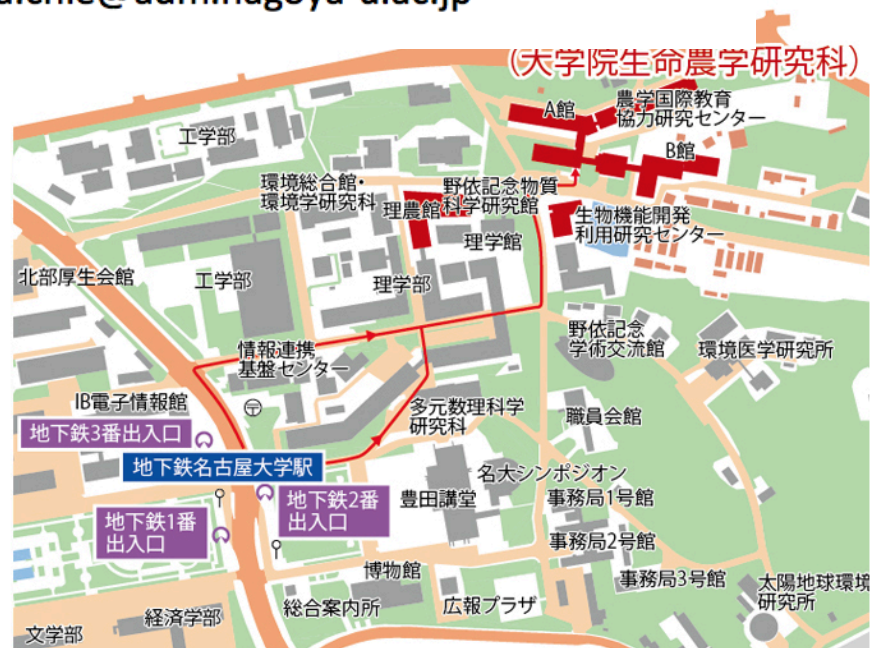 @adm.nagoya-u.ac.jp
（大学院生命農学研究科）
A館
農学国際教育
協力研究センター
B館
工学部
環境総合館・
環境学研究科
野依記念物質
科学研究館
理農館
理学館
生物機能開発
利用研究センター
北部厚生会館
工学部
理学部
情報連携
基盤センター
野依記念
学術交流館
環境医学研究所
IB電子情報館
多元数理科学
研究科
職員会館
地下鉄3番出入口
地下鉄名古屋大学駅
地下鉄2番
出入口
地下鉄1番
出入口
豊田講堂
名大シンポジオン
事務局1号館
事務局2号館
事務局3号館
博物館
総合案内所
広報プラザ
太陽地球環境
研究所
経済学部
文学部